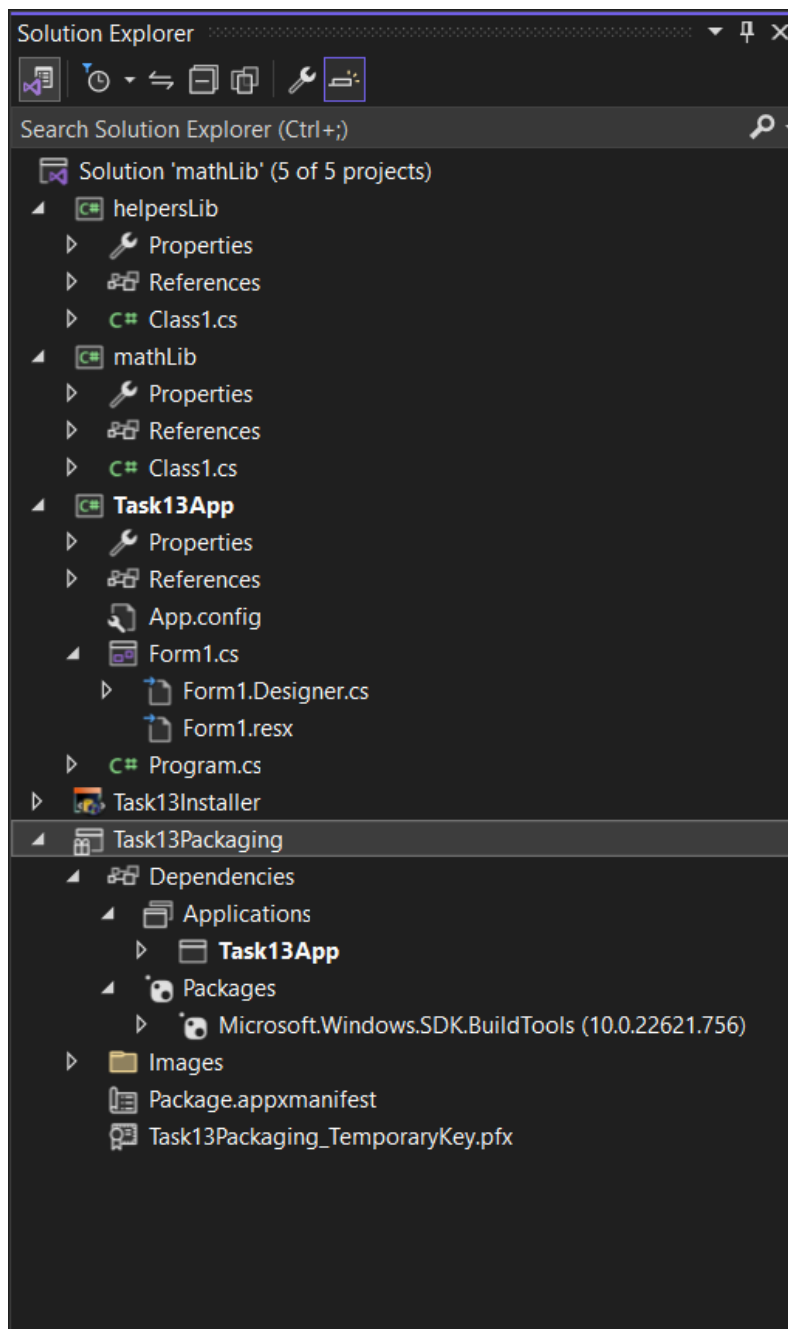 Solution Explorer
Search Solution Explorer (Ctrl+;)
Solution 'mathLib' (5 of 5 projects)
C# helpersLib
Properties
References
C# Class1.cs
C# mathLib
Properties
References
C# Class1.cs
C# Task13App
Properties
References
App.config
Form1.cs
Form1.Designer.cs
Form1.resx
C# Program.cs
Task13Installer
Task13Packaging
Dependencies
Applications
Task13App
Packages
Microsoft.Windows.SDK.BuildTools (10.0.22621.756)
Images
Package.appxmanifest
Task13Packaging_TemporaryKey.pfx